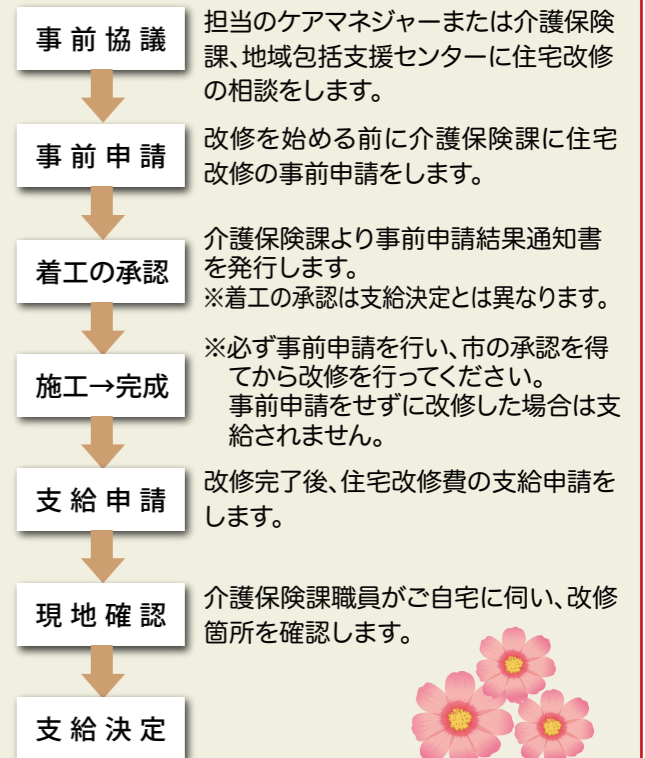 事前協議
担当のケアマネジャーまたは介護保険
課、地域包括支援センターに住宅改修
の相談をします。
事前申請
改修を始める前に介護保険課に住宅
改修の事前申請をします。
着工の承認
介護保険課より事前申請結果通知書
を発行します。
※着工の承認は支給決定とは異なります。
施工→完成
※必ず事前申請を行い、市の承認を得
てから改修を行ってください。
事前申請をせずに改修した場合は支
給されません。
支給申請
改修完了後、住宅改修費の支給申請を
します。
現地確認
介護保険課職員がご自宅に伺い、改修
箇所を確認します。
支給決定